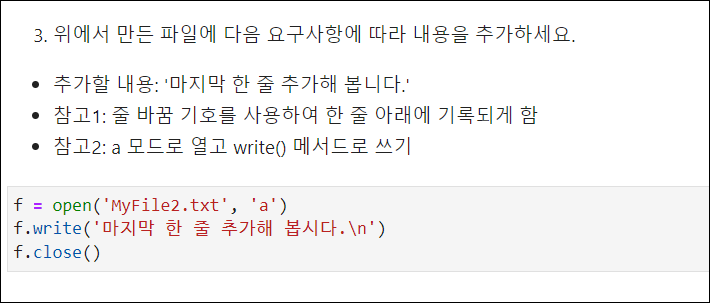 3. 위에서 만든 파일에 다음 요구사항에 따라 내용을 추가하세요.
• 추가할 내용: '마지막 한 줄 추가해 봅니다.'
• 참고1: 줄 바꿈 기호를 사용하여 한 줄 아래에 기록되게 함
• 참고2: a 모드로 열고 write() 메서드로 쓰기
f = open('MyFile2.txt', 'a')
f.write('마지막 한 줄 추가해 봅시다.\n')
f.close()